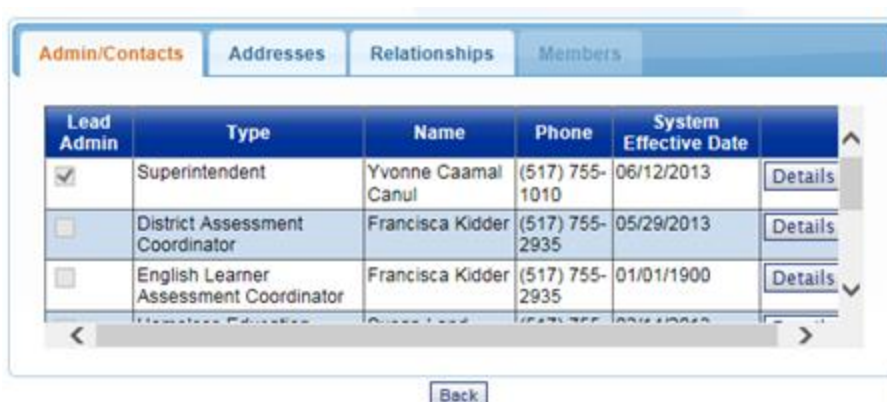 Admin/Contacts Addresses Relationships Members
Lead Admin Type Name Phone System Effective Date
Superintendent Yvonne Caamal Canul (517) 755-1010 06/12/2013 Details
District Assessment Coordinator Francisca Kidder (517) 755-2935 05/29/2013 Details
English Learner Assessment Coordinator Francisca Kidder (517) 755-2935 01/01/1900 Details
Back